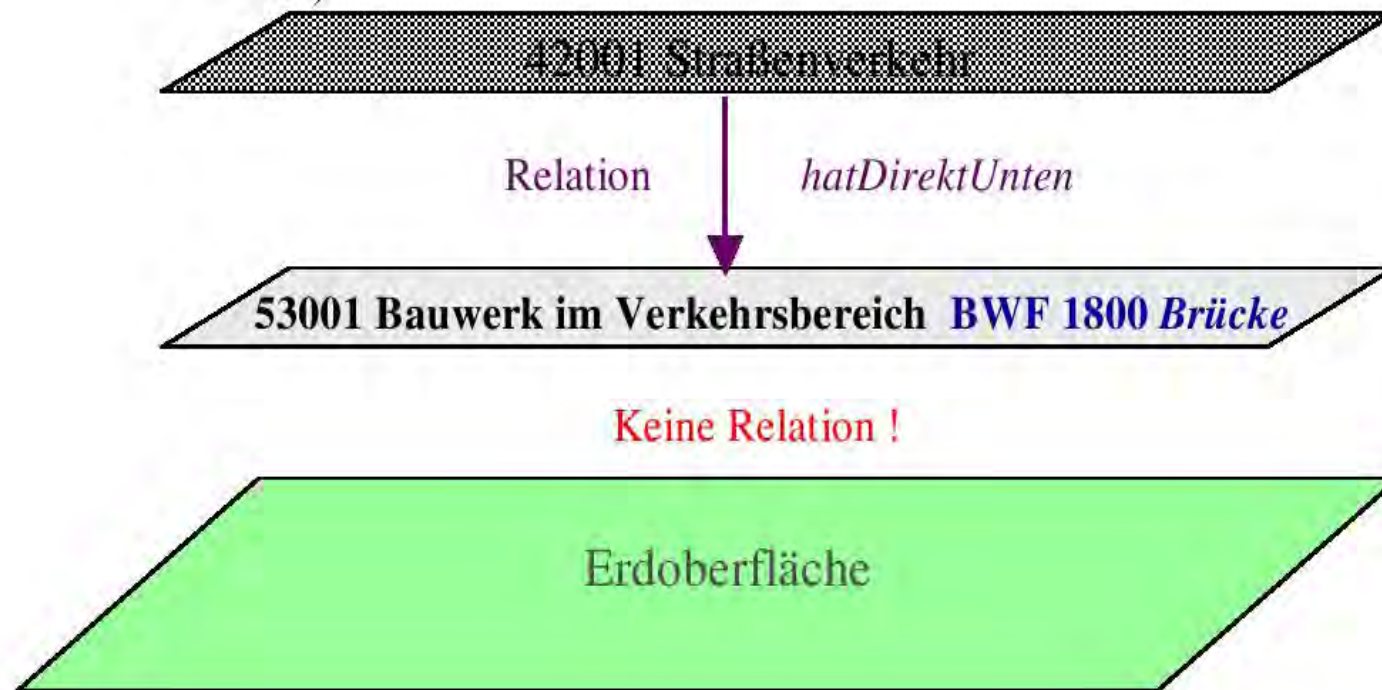 42001 Straßenverkehr
Relation hatDirektUnten
53001 Bauwerk im Verkehrsbereich BWF 1800 Brücke
Keine Relation !
Erdoberfläche